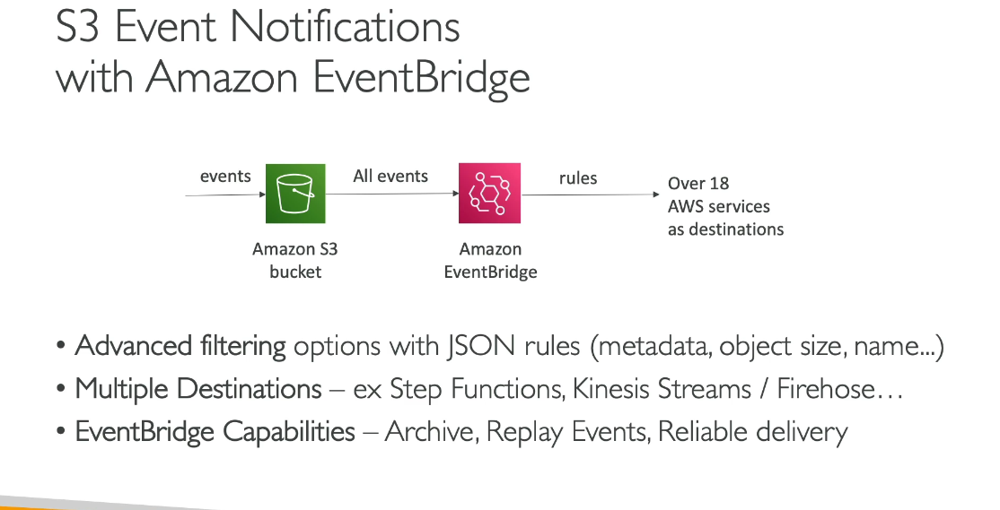 S3 Event Notifications
with Amazon EventBridge
events
All events
rules
Over 18
AWS services
as destinations
Amazon S3
bucket
Amazon
EventBridge
• Advanced filtering options with JSON rules (metadata, object size, name...)
• Multiple Destinations – ex Step Functions, Kinesis Streams / Firehose…
• EventBridge Capabilities – Archive, Replay Events, Reliable delivery